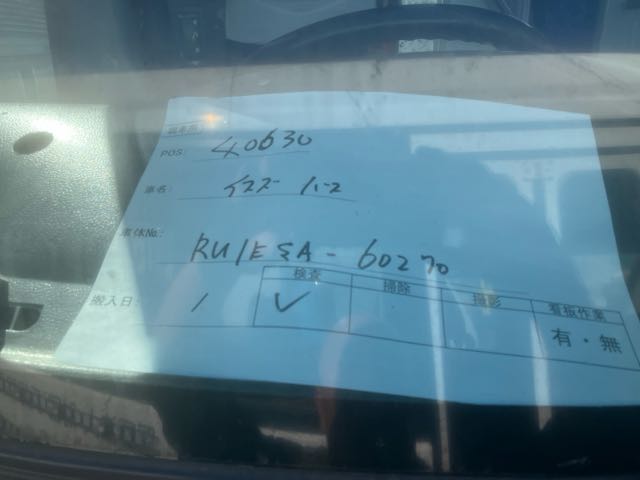 POS: 40630
車名: イスズ バス
車体No.: RU1ESA-60270
搬入日: / 検査 掃除 撮影 看板作業
✓ 有・無